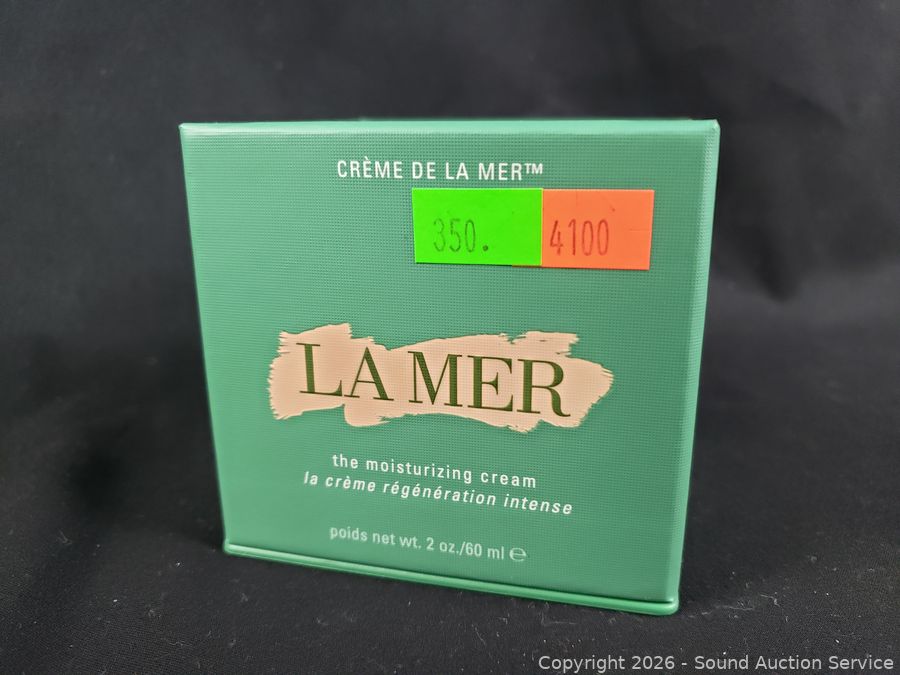 CRÈME DE LA MER™
350. 4100
LA MER
the moisturizing cream
la crème régénération intense
poids net wt. 2 oz./60 ml ℮
Copyright 2026 - Sound Auction Service